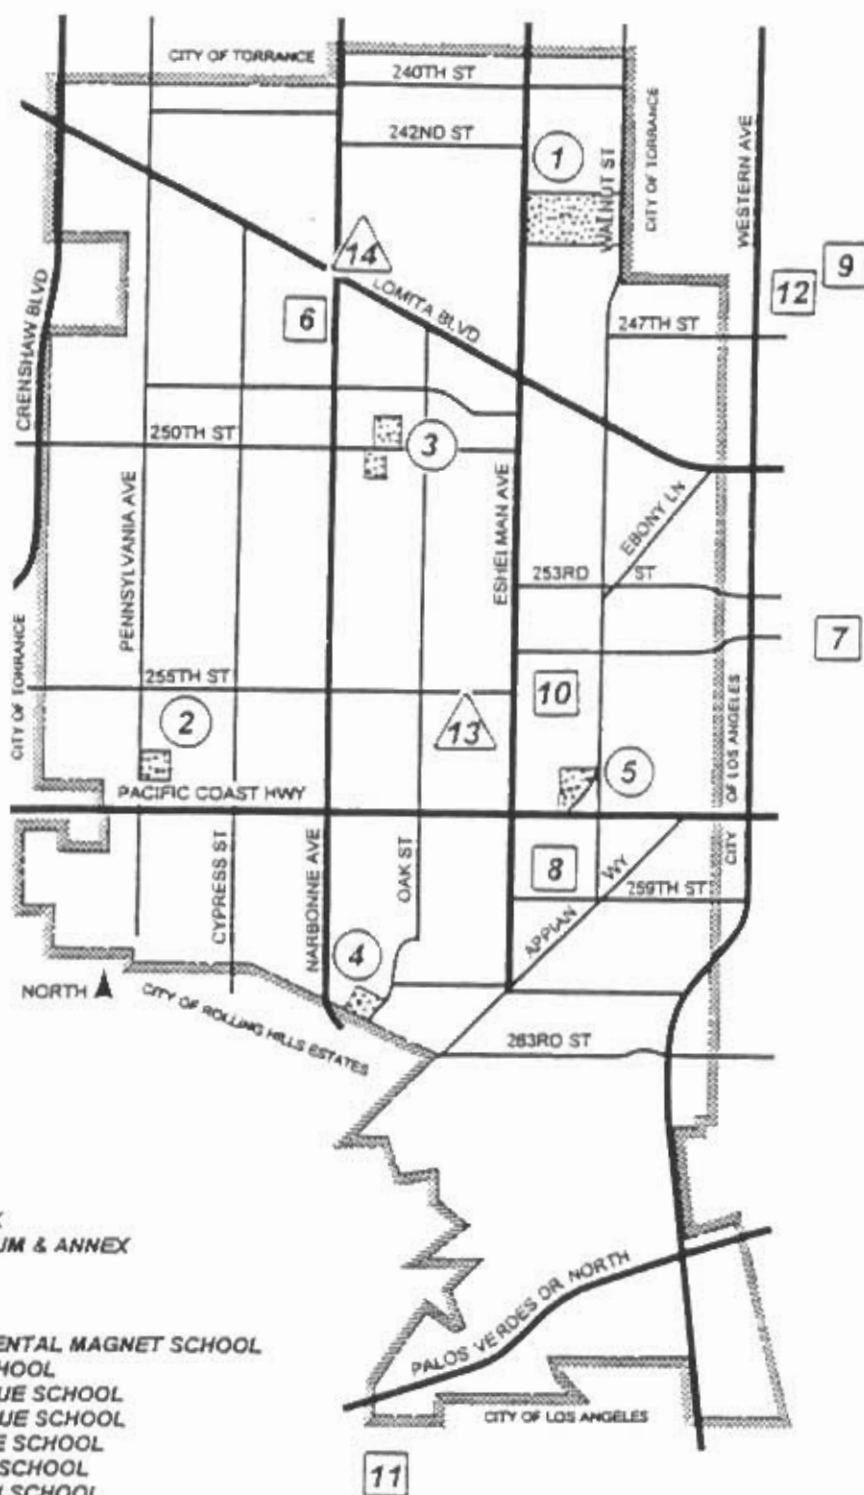 CITY OF TORRANCE
240TH ST
242ND ST
1
WALNUT ST
CITY OF TORRANCE
WESTERN AVE
9
12
14
LOMITA BLVD
6
247TH ST
CRENSHAW BLVD
3
250TH ST
PENNSYLVANIA AVE
ESHELMAN AVE
EBONY LN
253RD ST
7
CITY OF TORRANCE
255TH ST
10
2
13
5
CITY OF LOS ANGELES
PACIFIC COAST HWY
CYPRESS ST
NARBONNE AVE
OAK ST
8
APPIAN WY
259TH ST
4
NORTH
CITY OF ROLLING HILLS ESTATES
263RD ST
UM & ANNEX
ENTAL MAGNET SCHOOL
HOOL
UE SCHOOL
UE SCHOOL
E SCHOOL
SCHOOL
SCHOOL
PALOS VERDES DR NORTH
CITY OF LOS ANGELES
11